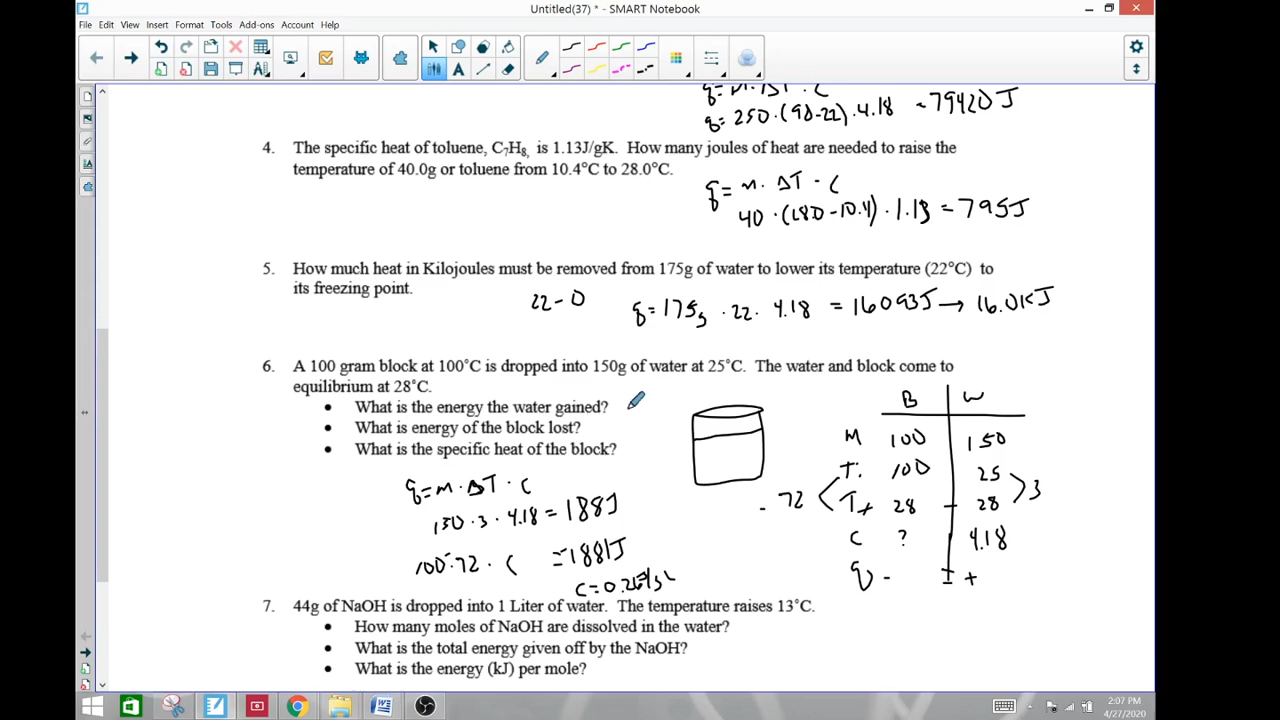 Untitled(37) * - SMART Notebook
File Edit View Insert Format Tools Add-ons Account Help
q=m·ΔT·C
q=250·(90-22)·4.18 =79420J
4. The specific heat of toluene, C₇H₈, is 1.13J/gK. How many joules of heat are needed to raise the
temperature of 40.0g or toluene from 10.4°C to 28.0°C.
q=m·ΔT·C
40·(280-10.4)·1.13=795J
5. How much heat in Kilojoules must be removed from 175g of water to lower its temperature (22°C) to
its freezing point.
22-0
q=175g·22·4.18 =16093J→16.0KJ
6. A 100 gram block at 100°C is dropped into 150g of water at 25°C. The water and block come to
equilibrium at 28°C.
• What is the energy the water gained?
• What is energy of the block lost?
• What is the specific heat of the block?
B W
M 100 150
Ti 100 25
-72 Tf 28 28 3
C ? 4.18
q - = +
q=m·ΔT·C
150·3·4.18=188J
100·-72·C =-1881J
C=0.26J/gC
7. 44g of NaOH is dropped into 1 Liter of water. The temperature raises 13°C.
• How many moles of NaOH are dissolved in the water?
• What is the total energy given off by the NaOH?
• What is the energy (kJ) per mole?
2:07 PM
4/27/2020